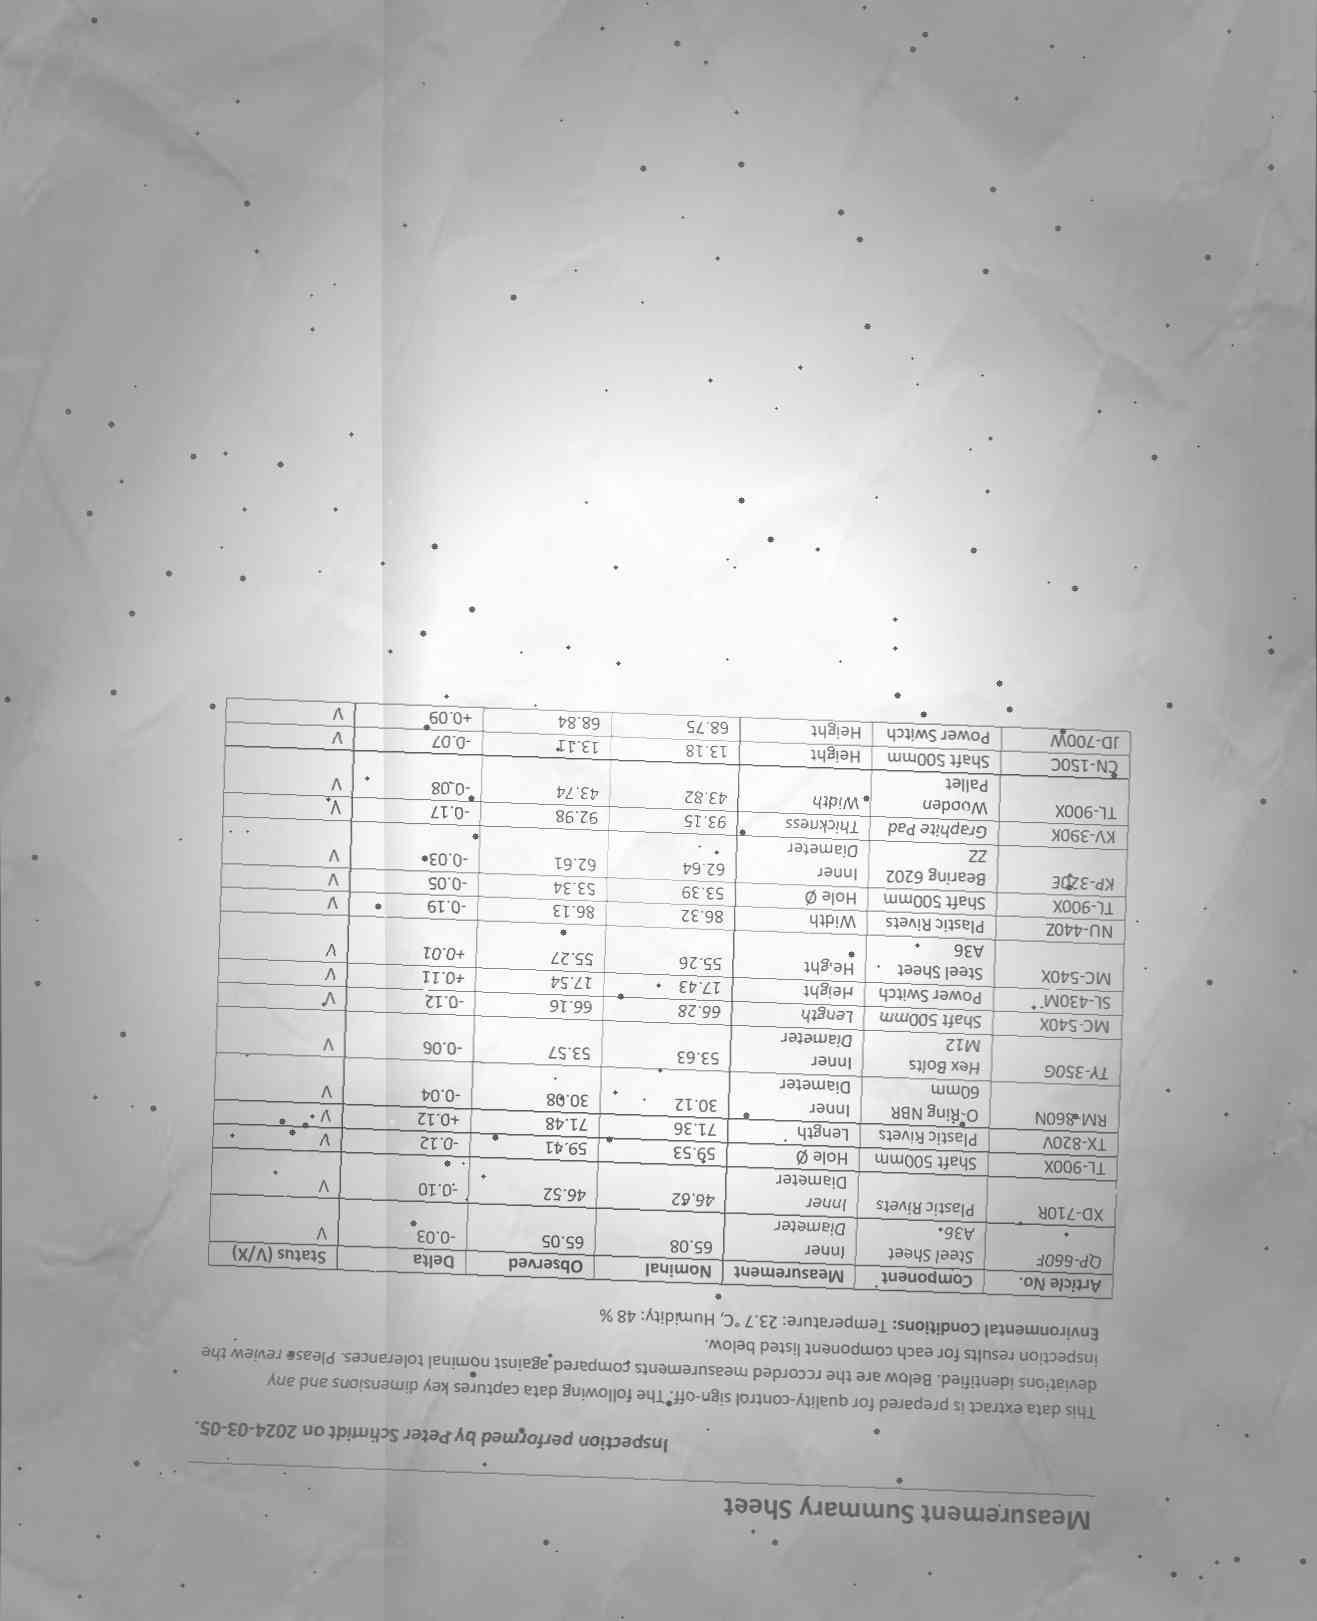 Measurement Summary Sheet
Inspection performed by Peter Schmidt on 2024-03-05.
This data extract is prepared for quality-control sign-off. The following data captures key dimensions and any
deviations identified. Below are the recorded measurements compared against nominal tolerances. Please review the
inspection results for each component listed below.
Environmental Conditions: Temperature: 23.7 °C, Humidity: 48 %
Article No. Component Measurement Nominal Observed Delta Status (V/X)
QP-660F Steel Sheet Inner 65.08 65.05 -0.03 V
A36 Diameter
XD-710R Plastic Rivets Inner 46.62 46.52 -0.10 V
Diameter
TL-900X Shaft 500mm Hole Ø 59.53 59.41 -0.12 V
TX-820V Plastic Rivets Length 71.36 71.48 +0.12 V
RM-860N O-Ring NBR Inner 30.12 30.08 -0.04 V
60mm Diameter
TY-350G Hex Bolts Inner 53.63 53.57 -0.06 V
M12 Diameter
MC-540X Shaft 500mm Length 66.28 66.16 -0.12 V
SL-430M Power Switch Height 17.43 17.54 +0.11 V
MC-540X Steel Sheet Height 55.26 55.27 +0.01 V
A36
NU-440Z Plastic Rivets Width 86.32 86.13 -0.19 V
TL-900X Shaft 500mm Hole Ø 53.39 53.34 -0.05 V
KP-320E Bearing 6202 Inner 62.64 62.61 -0.03 V
ZZ Diameter
KV-390K Graphite Pad Thickness 93.15 92.98 -0.17 V
TL-900X Wooden Width 43.82 43.74 -0.08 V
Pallet
CN-150C Shaft 500mm Height 13.18 13.11 -0.07 V
JD-700W Power Switch Height 68.75 68.84 +0.09 V